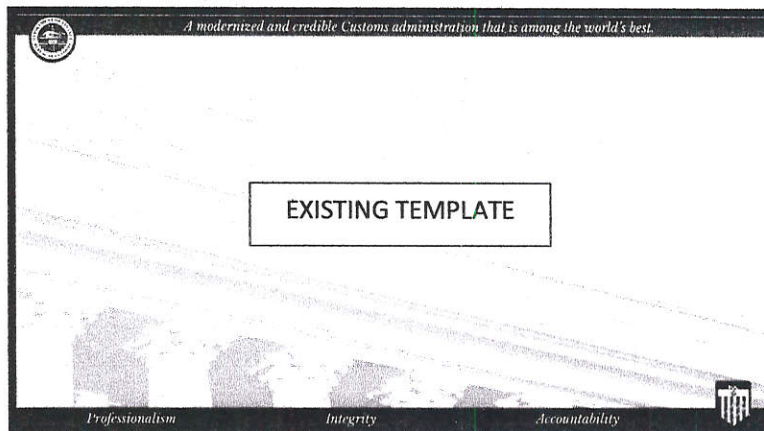 A modernized and credible Customs administration that is among the world's best.
EXISTING TEMPLATE
Professionalism Integrity Accountability